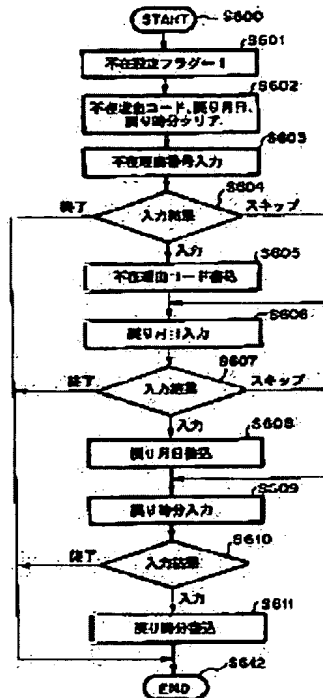 START
S600
S601
不在設定フラグ←1
S602
不在理由コード、戻り月日、
戻り時分クリア
S603
不在理由番号入力
S604
終了
入力結果
スキップ
入力
S605
不在理由コード書込
S606
戻り月日入力
S607
終了
入力結果
スキップ
入力
S608
戻り月日書込
S609
戻り時分入力
S610
終了
入力結果
入力
S611
戻り時分書込
S612
END